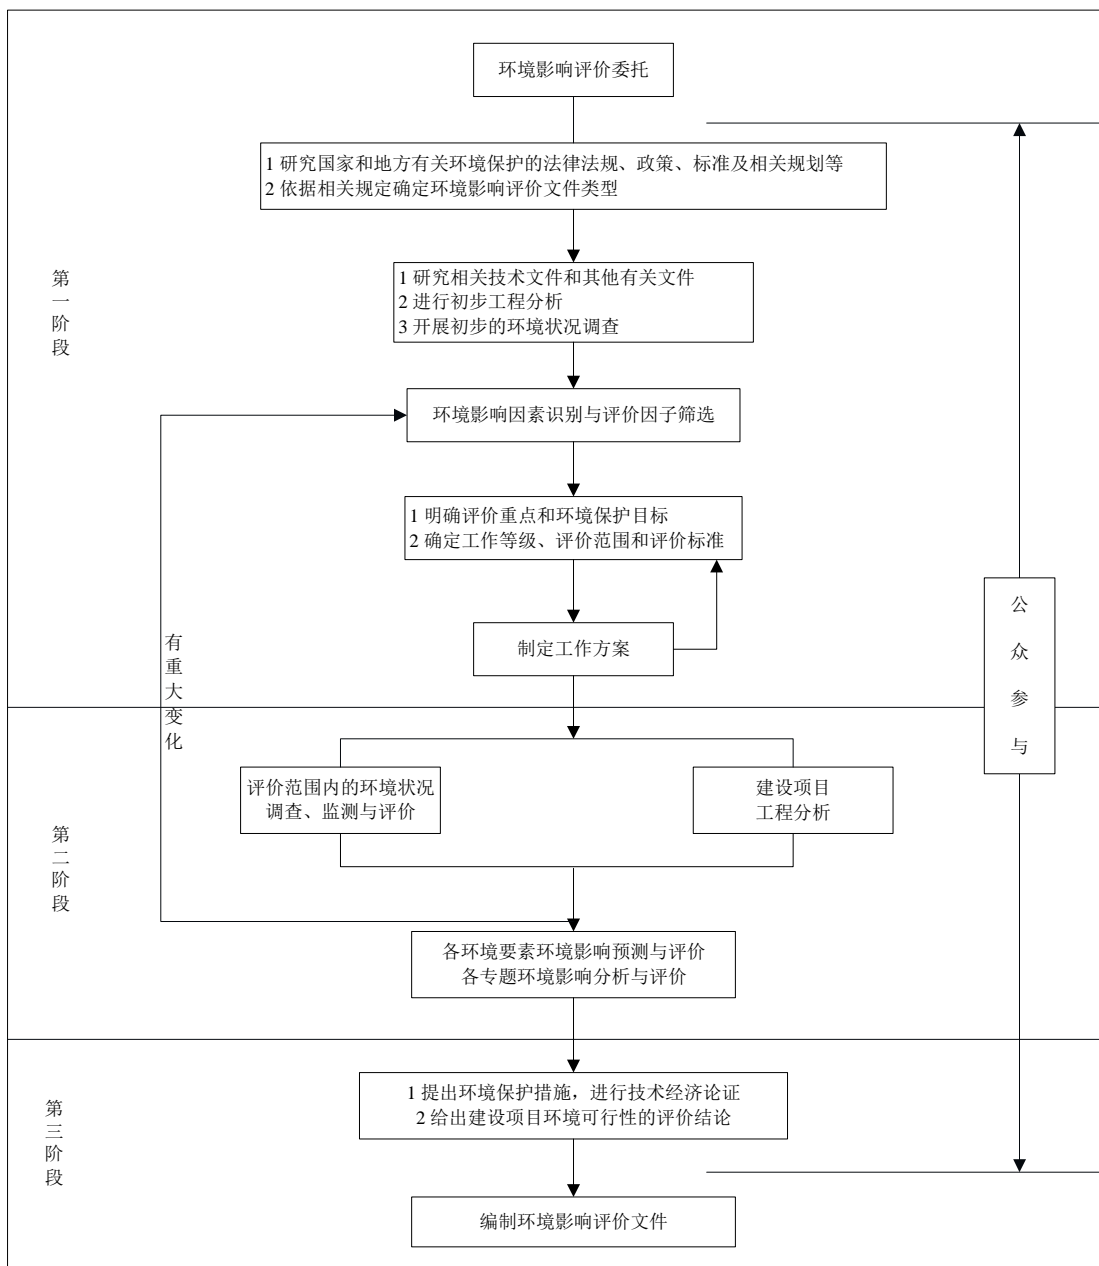 环境影响评价委托
1 研究国家和地方有关环境保护的法律法规、政策、标准及相关规划等
2 依据相关规定确定环境影响评价文件类型
第一阶段
1 研究相关技术文件和其他有关文件
2 进行初步工程分析
3 开展初步的环境状况调查
环境影响因素识别与评价因子筛选
1 明确评价重点和环境保护目标
2 确定工作等级、评价范围和评价标准
制定工作方案
公众参与
有重大变化
第二阶段
评价范围内的环境状况
调查、监测与评价
建设项目
工程分析
各环境要素环境影响预测与评价
各专题环境影响分析与评价
第三阶段
1 提出环境保护措施，进行技术经济论证
2 给出建设项目环境可行性的评价结论
编制环境影响评价文件